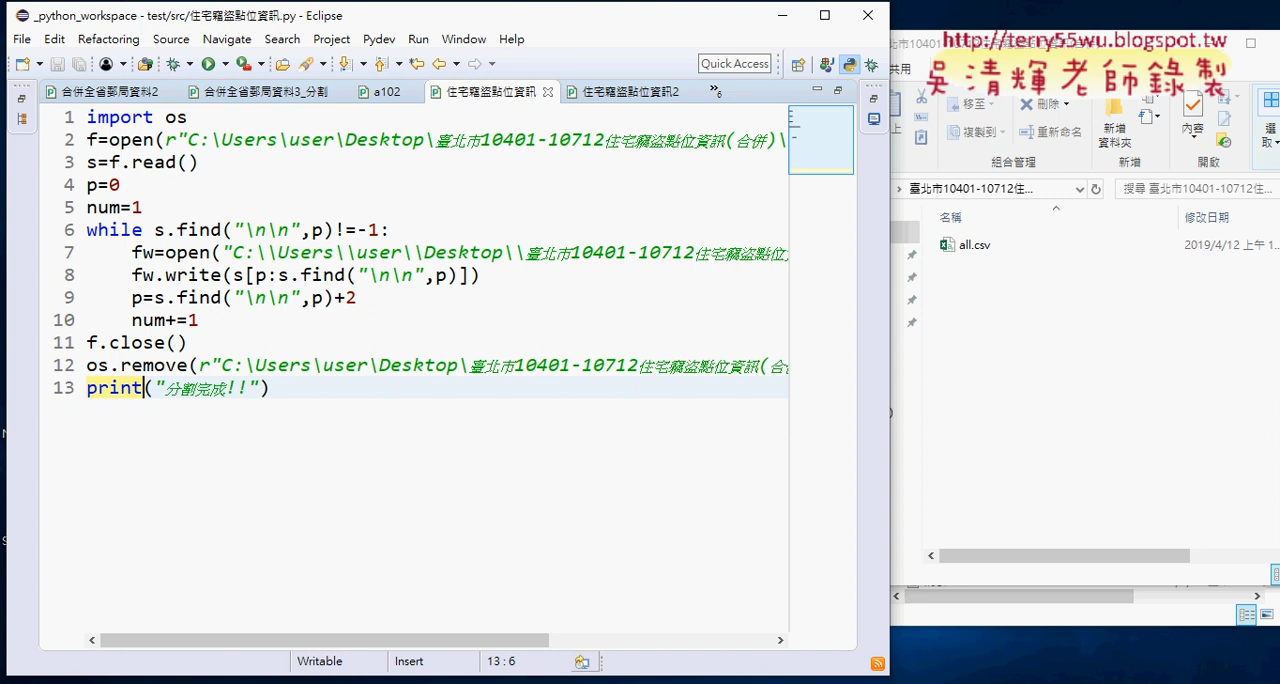 _python_workspace - test/src/住宅竊盜點位資訊.py - Eclipse
File Edit Refactoring Source Navigate Search Project Pydev Run Window Help
Quick Access
合併全省郵局資料2 合併全省郵局資料3_分割 a102 住宅竊盜點位資訊 住宅竊盜點位資訊2 »6
1 import os
2 f=open(r"C:\Users\user\Desktop\臺北市10401-10712住宅竊盜點位資訊(合併)\
3 s=f.read()
4 p=0
5 num=1
6 while s.find("\n\n",p)!=-1:
7 fw=open("C:\\Users\\user\\Desktop\\臺北市10401-10712住宅竊盜點位
8 fw.write(s[p:s.find("\n\n",p)])
9 p=s.find("\n\n",p)+2
10 num+=1
11 f.close()
12 os.remove(r"C:\Users\user\Desktop\臺北市10401-10712住宅竊盜點位資訊(合
13 print("分割完成!!")
Writable Insert 13 : 6
http://terry55wu.blogspot.tw
吳清輝老師錄製
共用
移至 刪除
複製到 重新命名
新增
資料夾
內容
選
取
組合管理 新增 開啟
臺北市10401-10712住...
搜尋 臺北市10401-10712住...
名稱 修改日期
all.csv 2019/4/12 上午 1...